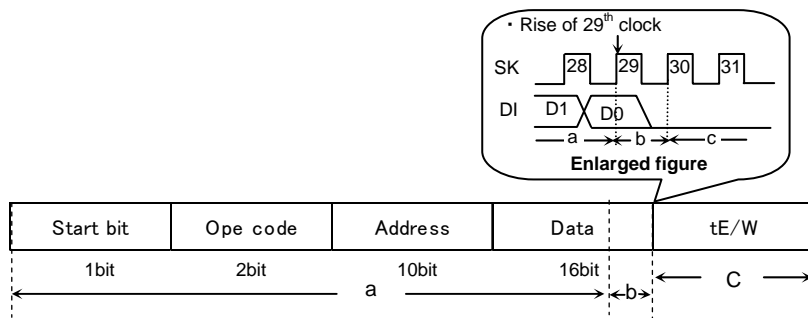 ・Rise of 29th clock
SK 28 29 30 31
DI D1 D0
a b c
Enlarged figure
Start bit Ope code Address Data tE/W
1bit 2bit 10bit 16bit
a b C